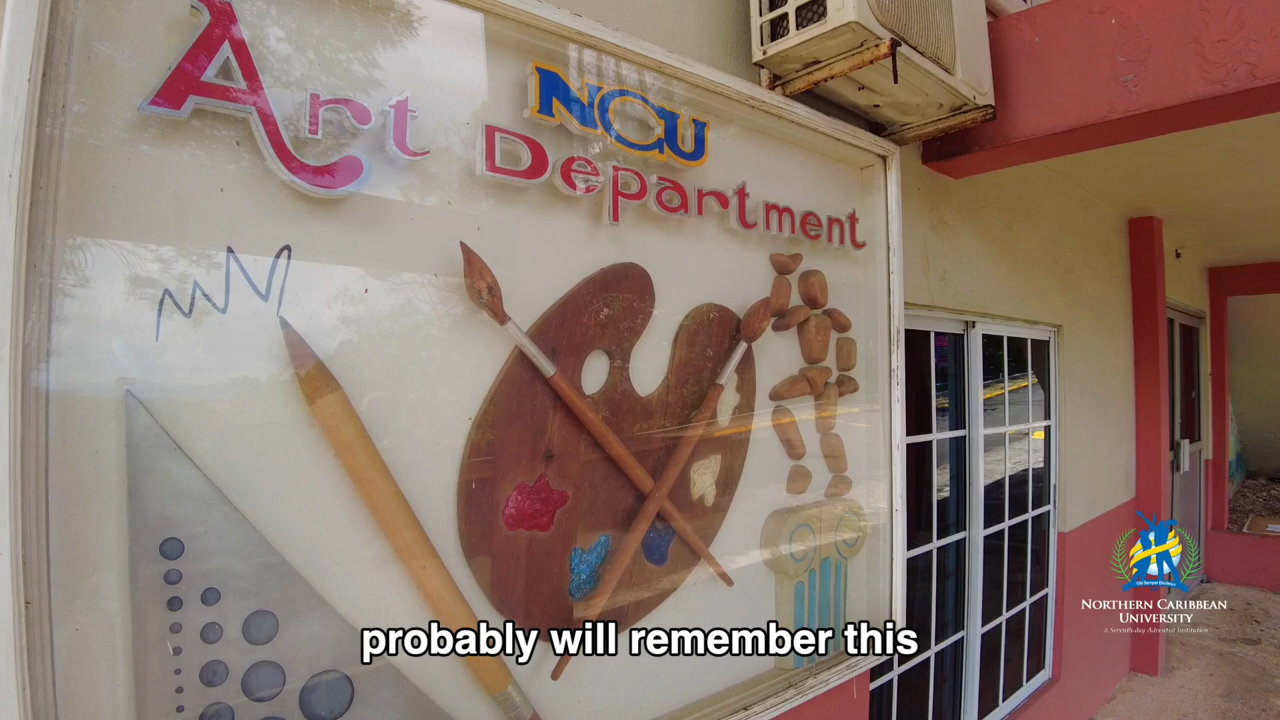 Art
NCU
Department
probably will remember this
NORTHERN CARIBBEAN
UNIVERSITY
a Seventh-day Adventist Institution